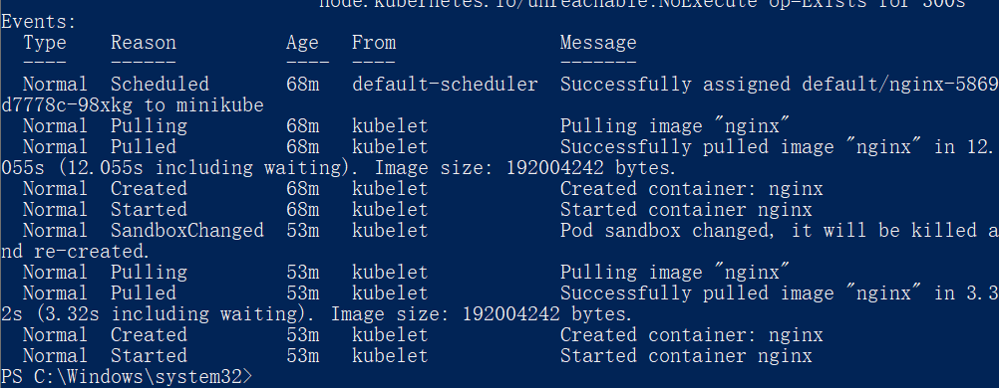 node.kubernetes.io/unreachable:NoExecute op=Exists for 300s
Events:
  Type    Reason          Age   From               Message
  ----    ------          ----  ----               -------
  Normal  Scheduled       68m   default-scheduler  Successfully assigned default/nginx-5869
d7778c-98xkg to minikube
  Normal  Pulling         68m   kubelet            Pulling image "nginx"
  Normal  Pulled          68m   kubelet            Successfully pulled image "nginx" in 12.
055s (12.055s including waiting). Image size: 192004242 bytes.
  Normal  Created         68m   kubelet            Created container: nginx
  Normal  Started         68m   kubelet            Started container nginx
  Normal  SandboxChanged  53m   kubelet            Pod sandbox changed, it will be killed a
nd re-created.
  Normal  Pulling         53m   kubelet            Pulling image "nginx"
  Normal  Pulled          53m   kubelet            Successfully pulled image "nginx" in 3.3
2s (3.32s including waiting). Image size: 192004242 bytes.
  Normal  Created         53m   kubelet            Created container: nginx
  Normal  Started         53m   kubelet            Started container nginx
PS C:\Windows\system32>